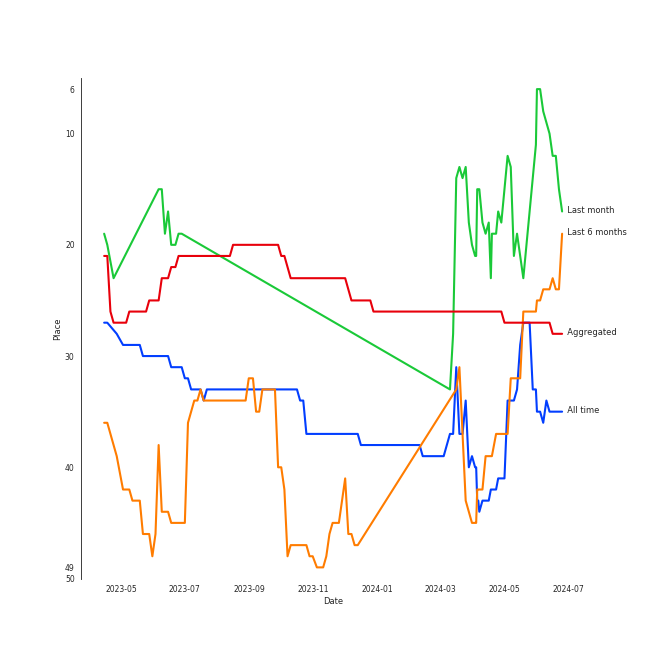 6
10
20
30
40
49
50
Place
2023-05 2023-07 2023-09 2023-11 2024-01 2024-03 2024-05 2024-07
Date
Last month
Last 6 months
Aggregated
All time